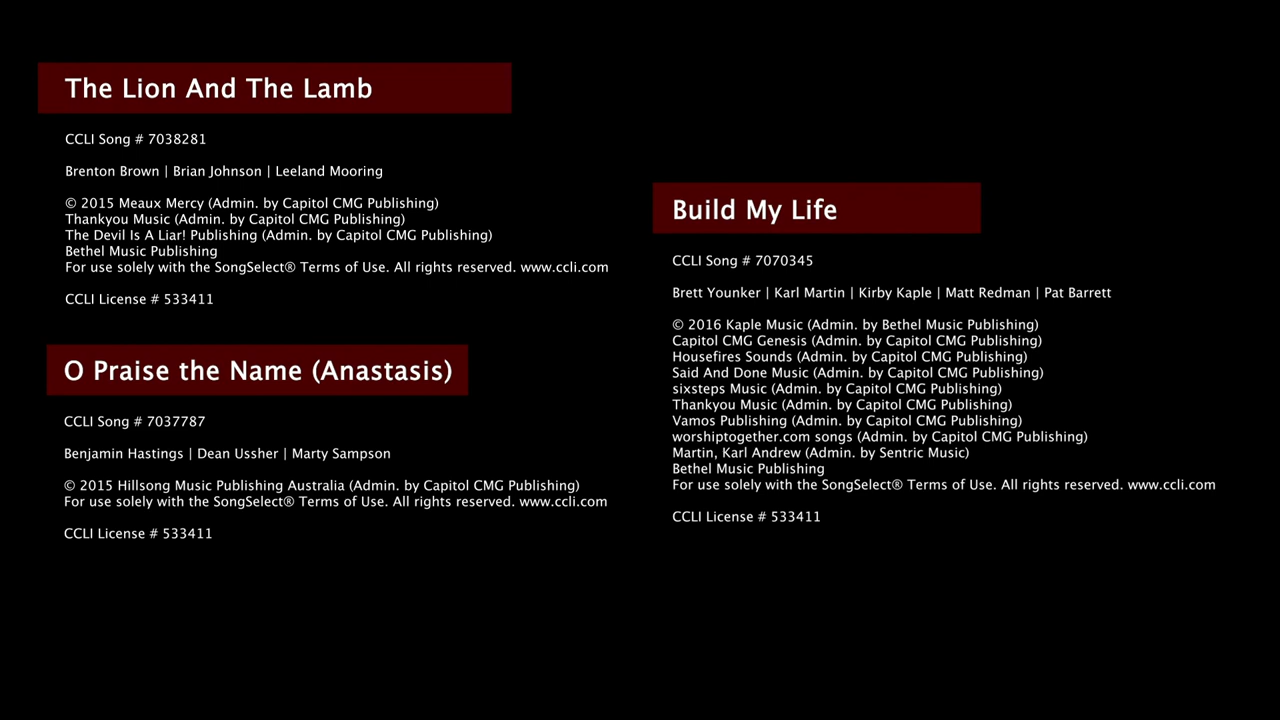 The Lion And The Lamb
CCLI Song # 7038281
Brenton Brown | Brian Johnson | Leeland Mooring
© 2015 Meaux Mercy (Admin. by Capitol CMG Publishing)
Thankyou Music (Admin. by Capitol CMG Publishing)
The Devil Is A Liar! Publishing (Admin. by Capitol CMG Publishing)
Bethel Music Publishing
For use solely with the SongSelect® Terms of Use. All rights reserved. www.ccli.com
CCLI License # 533411
O Praise the Name (Anastasis)
CCLI Song # 7037787
Benjamin Hastings | Dean Ussher | Marty Sampson
© 2015 Hillsong Music Publishing Australia (Admin. by Capitol CMG Publishing)
For use solely with the SongSelect® Terms of Use. All rights reserved. www.ccli.com
CCLI License # 533411
Build My Life
CCLI Song # 7070345
Brett Younker | Karl Martin | Kirby Kaple | Matt Redman | Pat Barrett
© 2016 Kaple Music (Admin. by Bethel Music Publishing)
Capitol CMG Genesis (Admin. by Capitol CMG Publishing)
Housefires Sounds (Admin. by Capitol CMG Publishing)
Said And Done Music (Admin. by Capitol CMG Publishing)
sixsteps Music (Admin. by Capitol CMG Publishing)
Thankyou Music (Admin. by Capitol CMG Publishing)
Vamos Publishing (Admin. by Capitol CMG Publishing)
worshiptogether.com songs (Admin. by Capitol CMG Publishing)
Martin, Karl Andrew (Admin. by Sentric Music)
Bethel Music Publishing
For use solely with the SongSelect® Terms of Use. All rights reserved. www.ccli.com
CCLI License # 533411